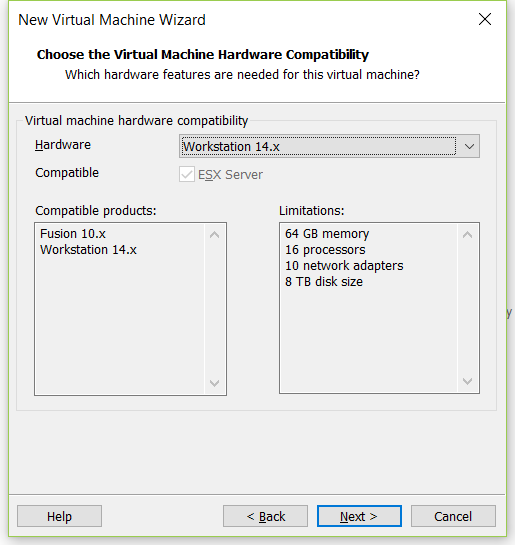 New Virtual Machine Wizard
Choose the Virtual Machine Hardware Compatibility
Which hardware features are needed for this virtual machine?
Virtual machine hardware compatibility
Hardware
Workstation 14.x
Compatible
ESX Server
Compatible products:
Fusion 10.x
Workstation 14.x
Limitations:
64 GB memory
16 processors
10 network adapters
8 TB disk size
y
Help
< Back
Next >
Cancel